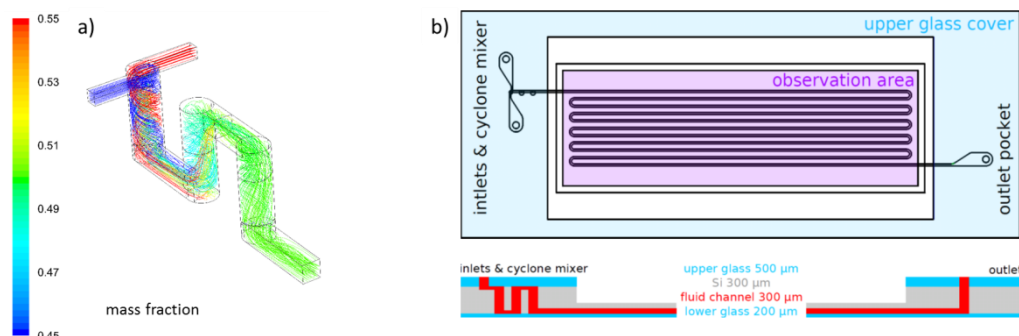 a)
0.55
0.53
0.51
0.49
0.47
0.45
mass fraction
b)
upper glass cover
observation area
intlets & cyclone mixer
outlet pocket
inlets & cyclone mixer
upper glass 500 µm
outlet
Si 300 µm
fluid channel 300 µm
lower glass 200 µm